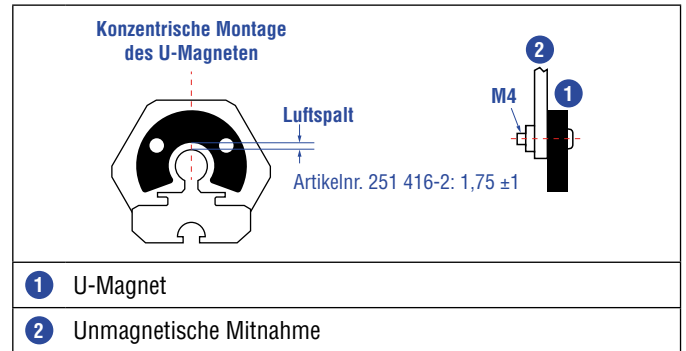 Konzentrische Montage
des U-Magneten
Luftspalt
Artikelnr. 251 416-2: 1,75 ±1
2
1
M4
1 U-Magnet
2 Unmagnetische Mitnahme